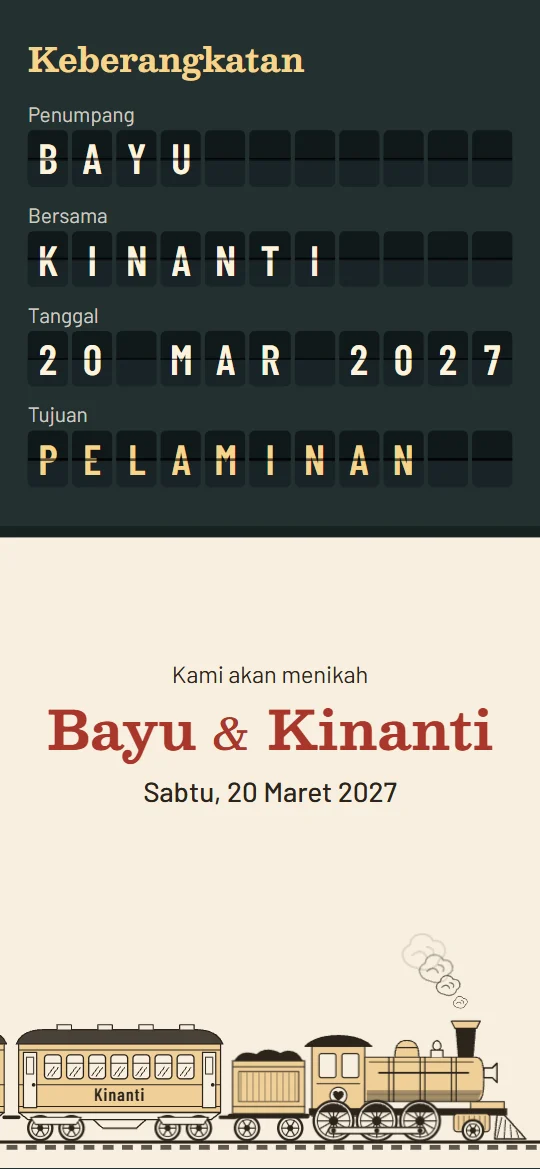 Keberangkatan
Penumpang
BAYU
Bersama
KINANTI
Tanggal
20 MAR 2027
Tujuan
PELAMINAN
Kami akan menikah
Bayu & Kinanti
Sabtu, 20 Maret 2027
Kinanti